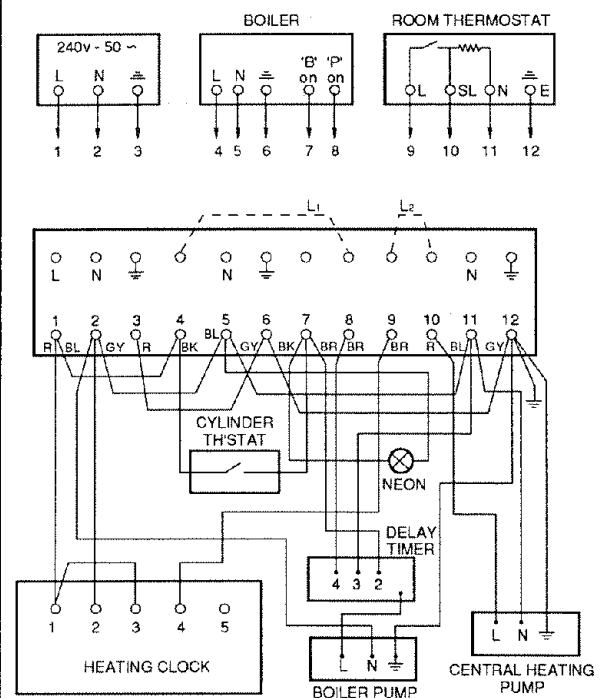 BOILER
ROOM THERMOSTAT
240v - 50 ~
L N
L N 'B' on 'P' on
L SL N E
1 2 3
4 5 6 7 8
9 10 11 12
L1 L2
L N N N
1 2 3 4 5 6 7 8 9 10 11 12
R BL GY R BK BL GY BK BR BR BR R BL GY
CYLINDER
TH'STAT
NEON
DELAY
TIMER
4 3 2
1 2 3 4 5
HEATING CLOCK
L N
BOILER PUMP
L N
CENTRAL HEATING
PUMP